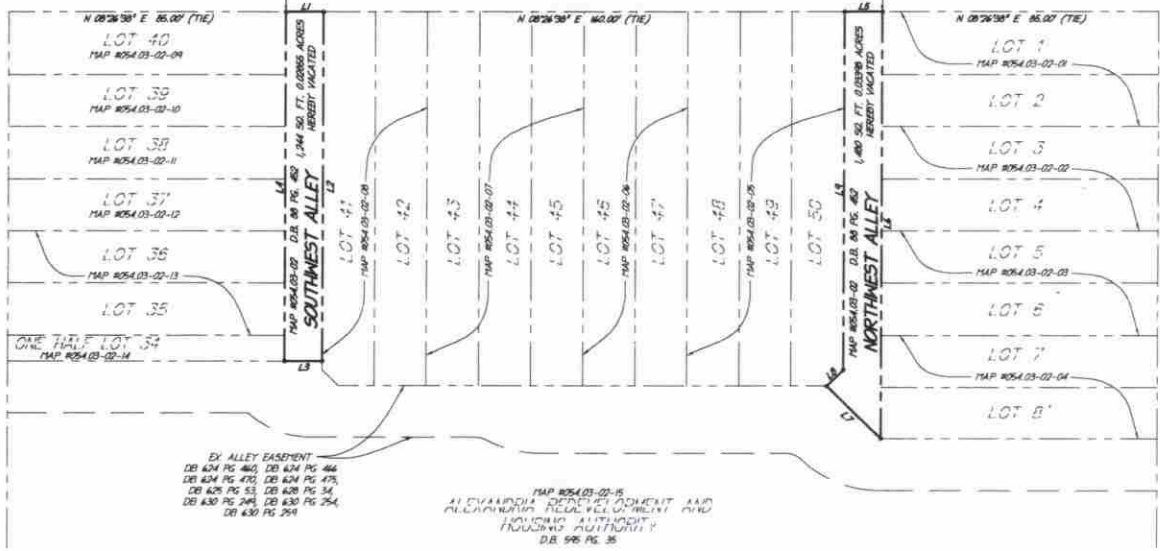 L1
L5
N 08°26'38" E 85.00' (TIE)
N 08°26'38" E 160.00' (TIE)
N 08°26'38" E 85.00' (TIE)
LOT 40
MAP #054.03-02-09
LOT 39
MAP #054.03-02-10
LOT 38
MAP #054.03-02-11
LOT 37
MAP #054.03-02-12
LOT 36
MAP #054.03-02-13
LOT 35
ONE HALF LOT 34
MAP #054.03-02-14
L4
MAP #054.03-02 D.B. 88 PG. 452
SOUTHWEST ALLEY
1,244 SQ. FT. 0.02856 ACRES
HEREBY VACATED
L2
L3
LOT 41
MAP #054.03-02-08
LOT 42
LOT 43
MAP #054.03-02-07
LOT 44
LOT 45
LOT 46
MAP #054.03-02-06
LOT 47
LOT 48
MAP #054.03-02-05
LOT 49
LOT 50
L9
MAP #054.03-02 D.B. 88 PG. 452
NORTHWEST ALLEY
1,480 SQ. FT. 0.03398 ACRES
HEREBY VACATED
L6
L8
L7
LOT 1
MAP #054.03-02-01
LOT 2
LOT 3
MAP #054.03-02-02
LOT 4
LOT 5
MAP #054.03-02-03
LOT 6
LOT 7
MAP #054.03-02-04
LOT 8
EX. ALLEY EASEMENT
DB 624 PG 460, DB 624 PG 466
DB 624 PG 470, DB 624 PG 475,
DB 625 PG 53, DB 628 PG 34,
DB 630 PG 249, DB 630 PG 254,
DB 630 PG 259
MAP #054.03-02-15
ALEXANDRIA REDEVELOPMENT AND
HOUSING AUTHORITY
D.B. 595 PG. 35